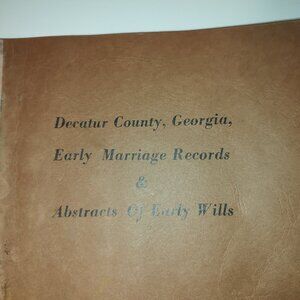 Decatur County, Georgia,
Early Marriage Records
&
Abstracts Of Early Wills